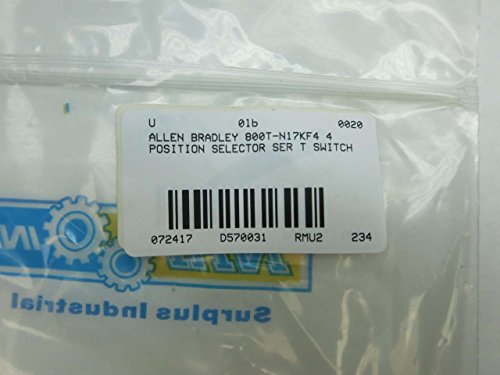 U 01b 0020
ALLEN BRADLEY 800T-N17KF4 4
POSITION SELECTOR SER T SWITCH
072417 D570031 RMU2 234
Surplus Industrial